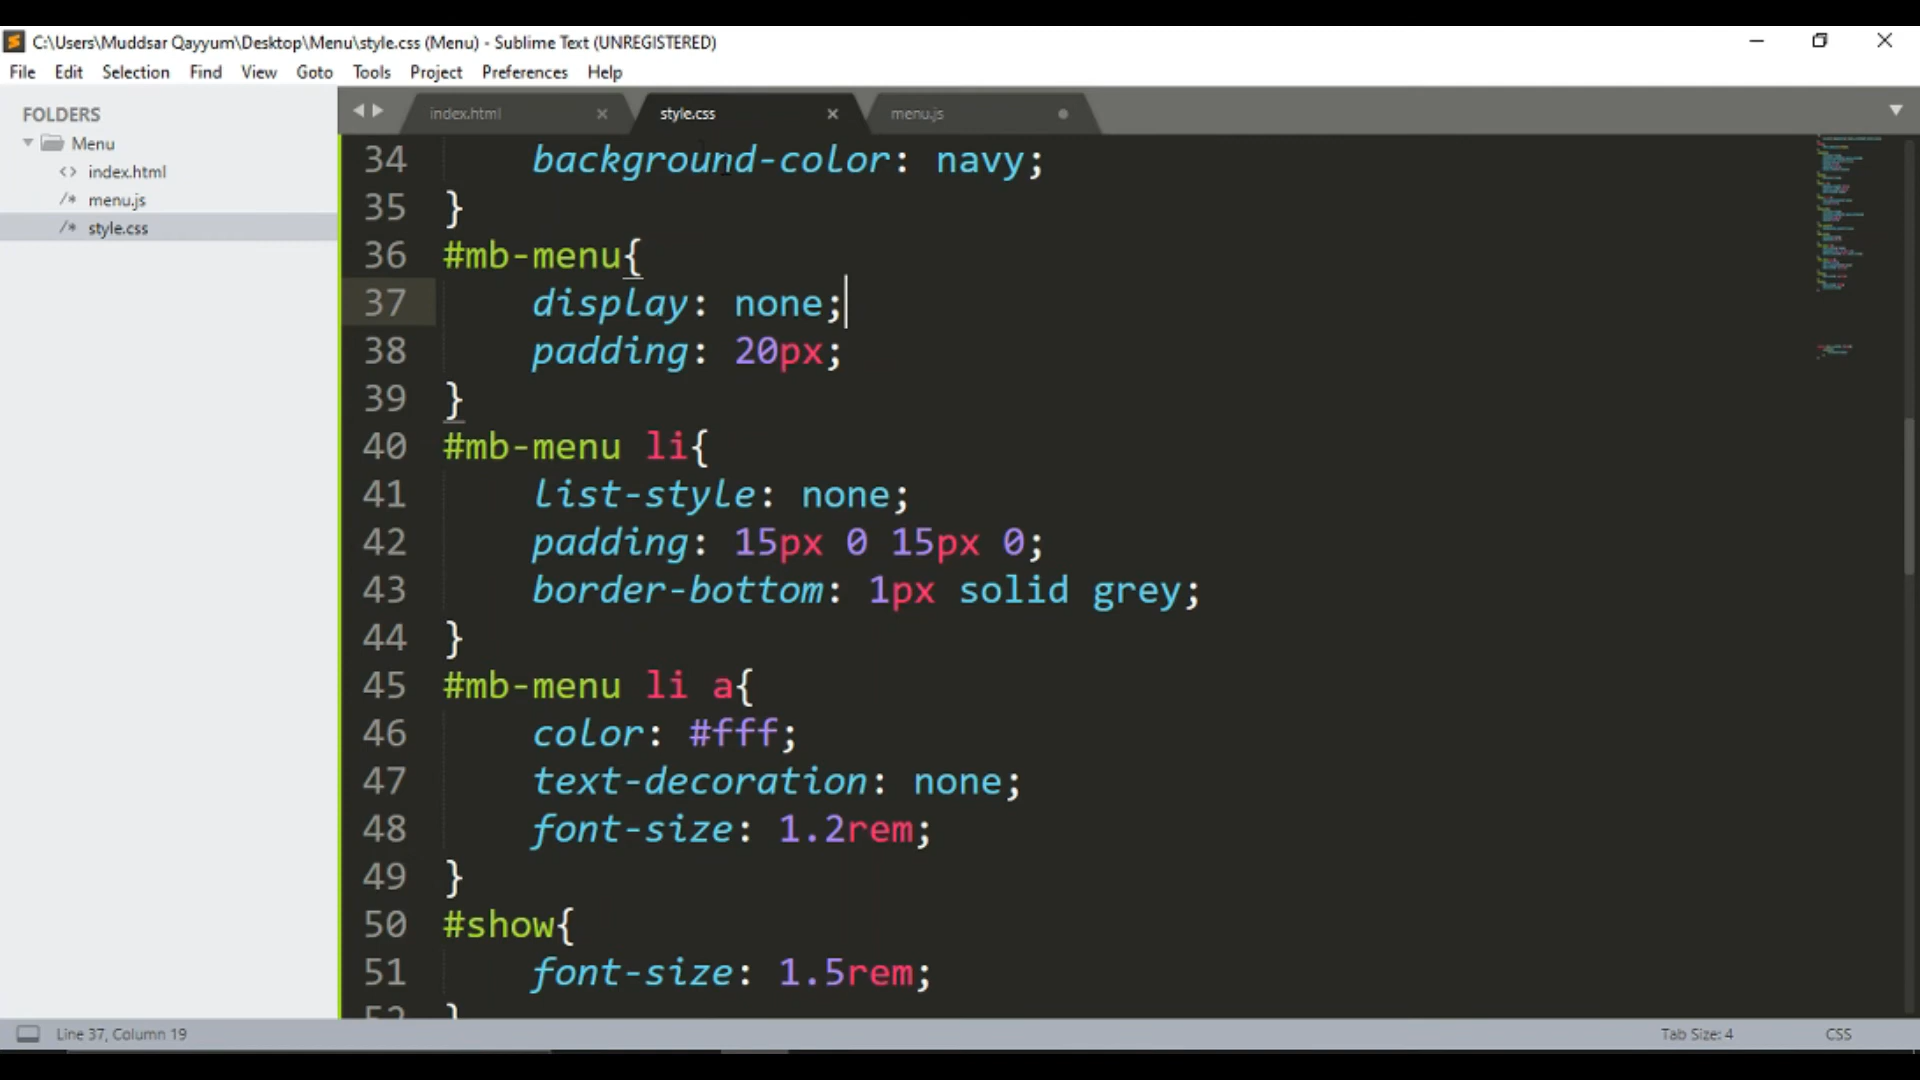 C:\Users\Muddsar Qayyum\Desktop\Menu\style.css (Menu) - Sublime Text (UNREGISTERED)
File Edit Selection Find View Goto Tools Project Preferences Help
FOLDERS
Menu
<> index.html
/* menu.js
/* style.css
index.html
style.css
menu.js
34 background-color: navy;
35 }
36 #mb-menu{
37 display: none;
38 padding: 20px;
39 }
40 #mb-menu li{
41 list-style: none;
42 padding: 15px 0 15px 0;
43 border-bottom: 1px solid grey;
44 }
45 #mb-menu li a{
46 color: #fff;
47 text-decoration: none;
48 font-size: 1.2rem;
49 }
50 #show{
51 font-size: 1.5rem;
52 }
Line 37, Column 19
Tab Size: 4
CSS